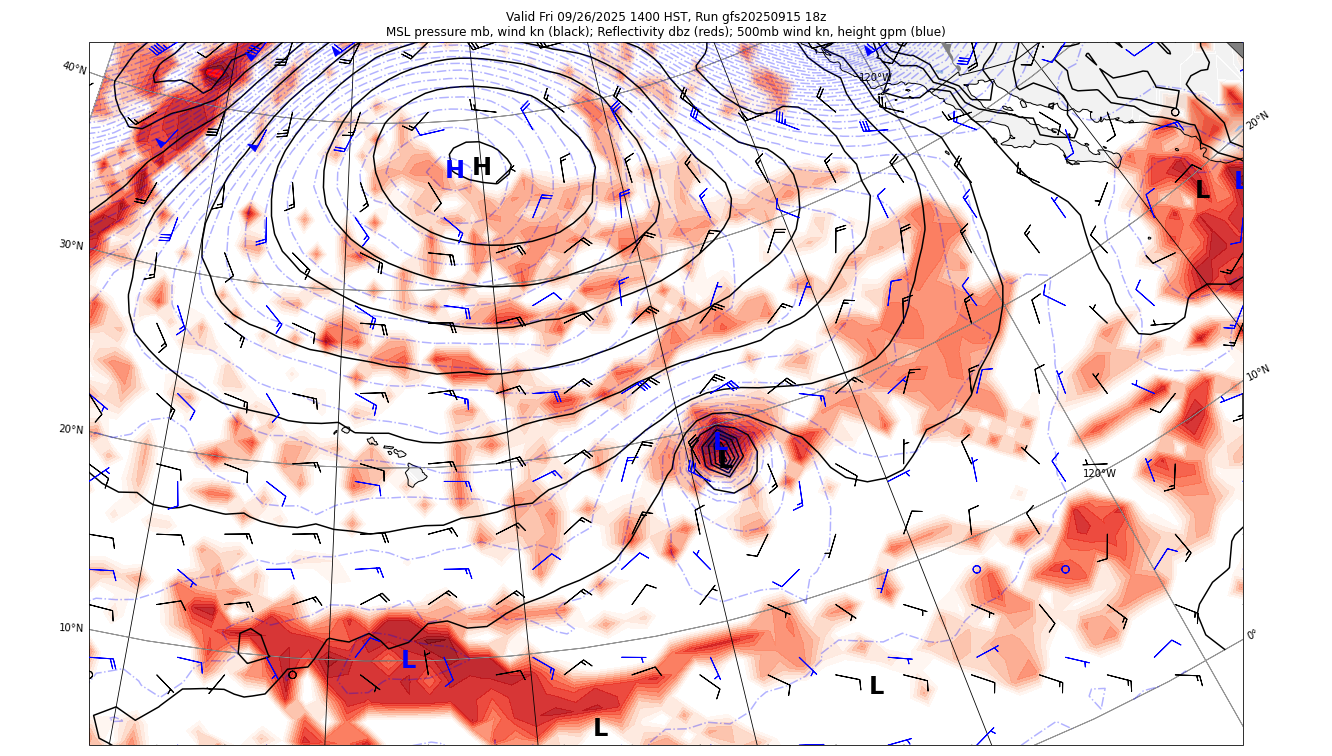 Valid Fri 09/26/2025 1400 HST, Run gfs20250915 18z
MSL pressure mb, wind kn (black); Reflectivity dbz (reds); 500mb wind kn, height gpm (blue)
40°N
120°W
20°N
H H
L
L
30°N
10°N
20°N
L
L
120°W
10°N
0°
L
L
L